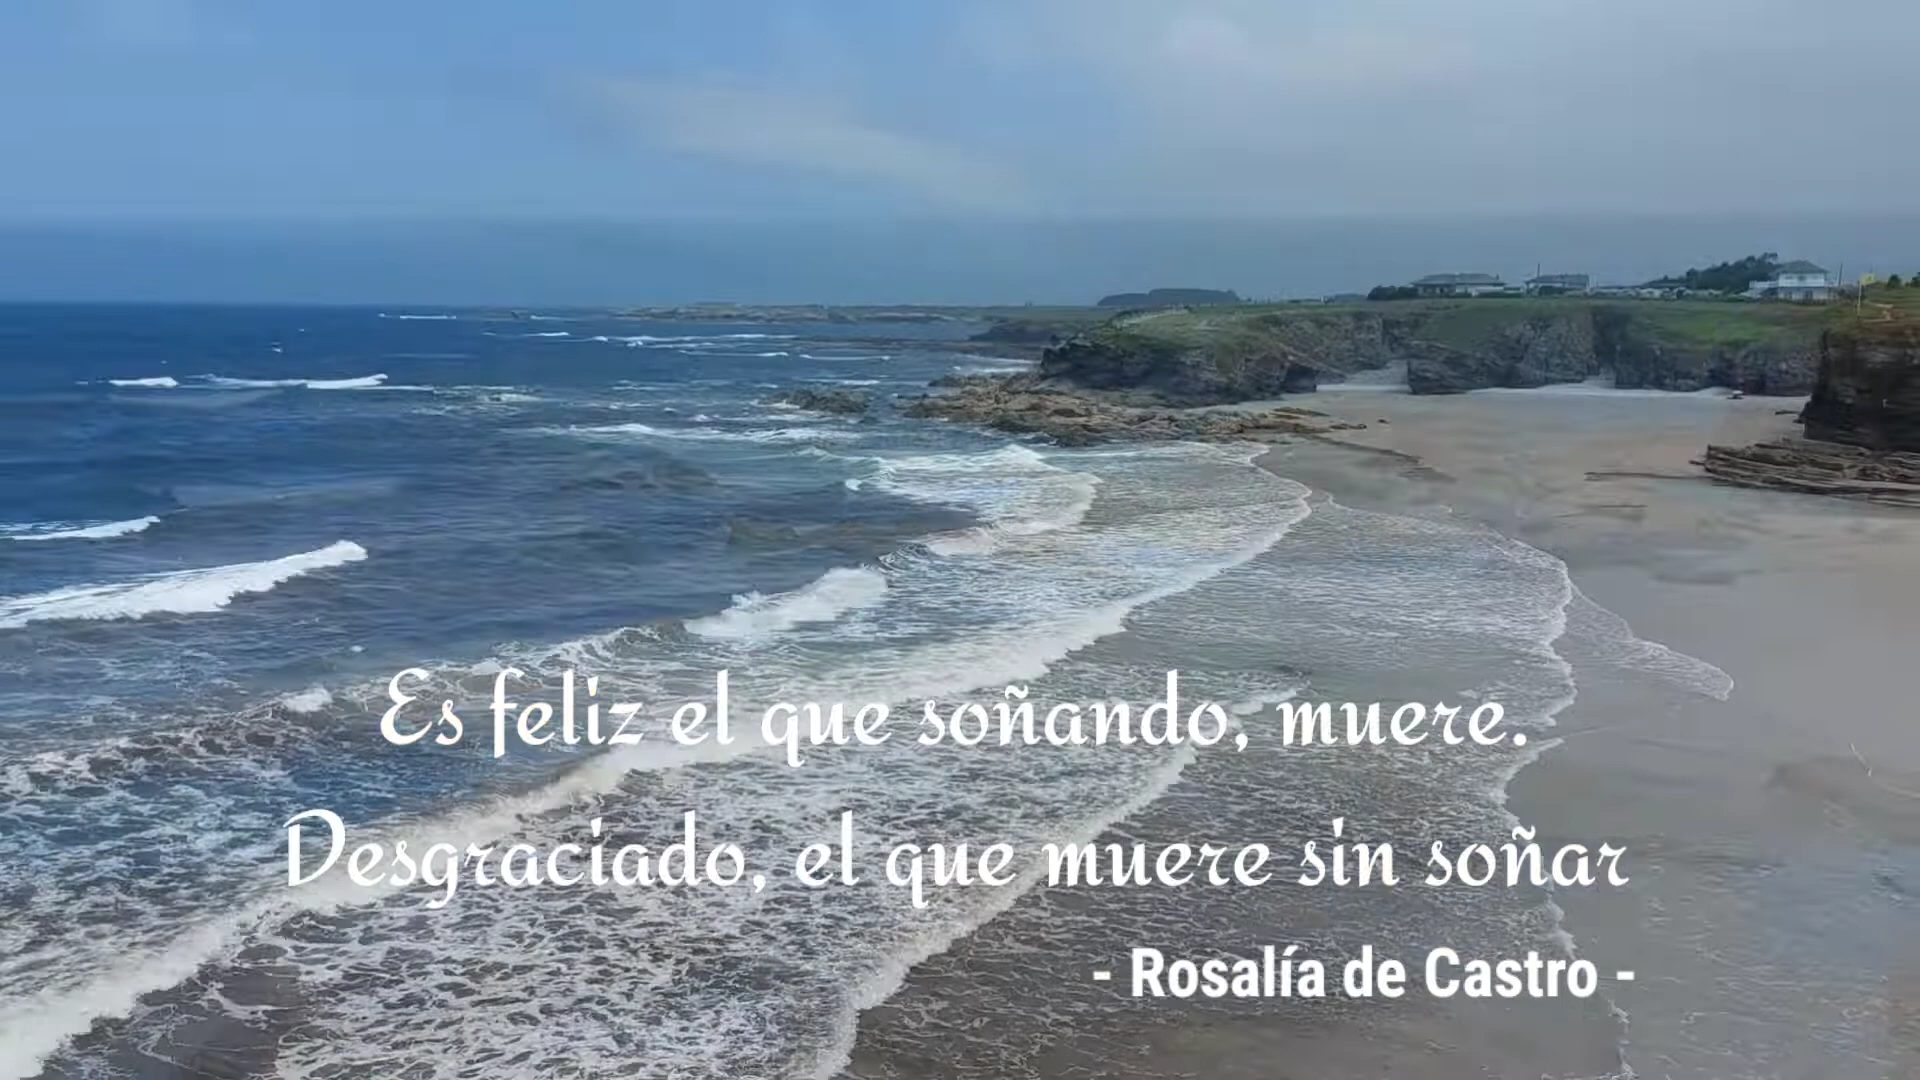 Es feliz el que soñando, muere.
Desgraciado, el que muere sin soñar
- Rosalía de Castro -